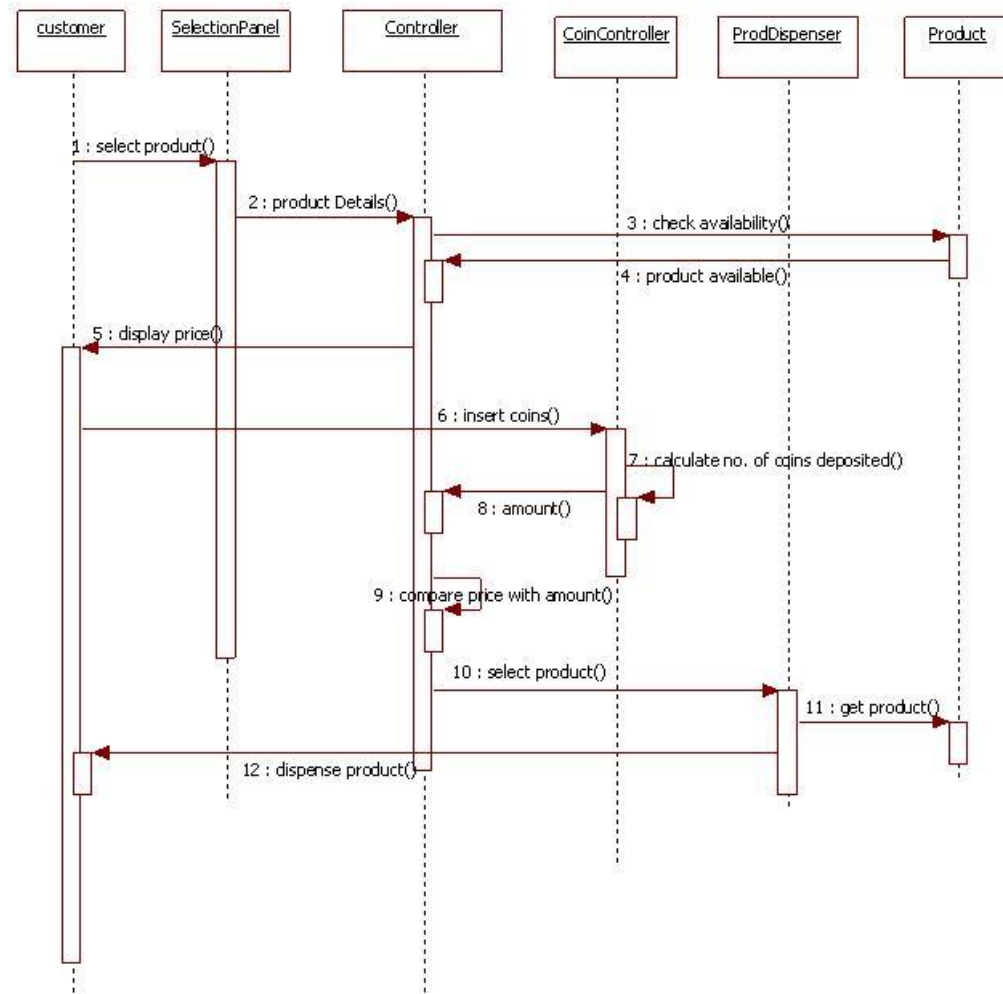 customer
SelectionPanel
Controller
CoinController
ProdDispenser
Product
1 : select product()
2 : product Details()
3 : check availability()
4 : product available()
5 : display price()
6 : insert coins()
7 : calculate no. of coins deposited()
8 : amount()
9 : compare price with amount()
10 : select product()
11 : get product()
12 : dispense product()